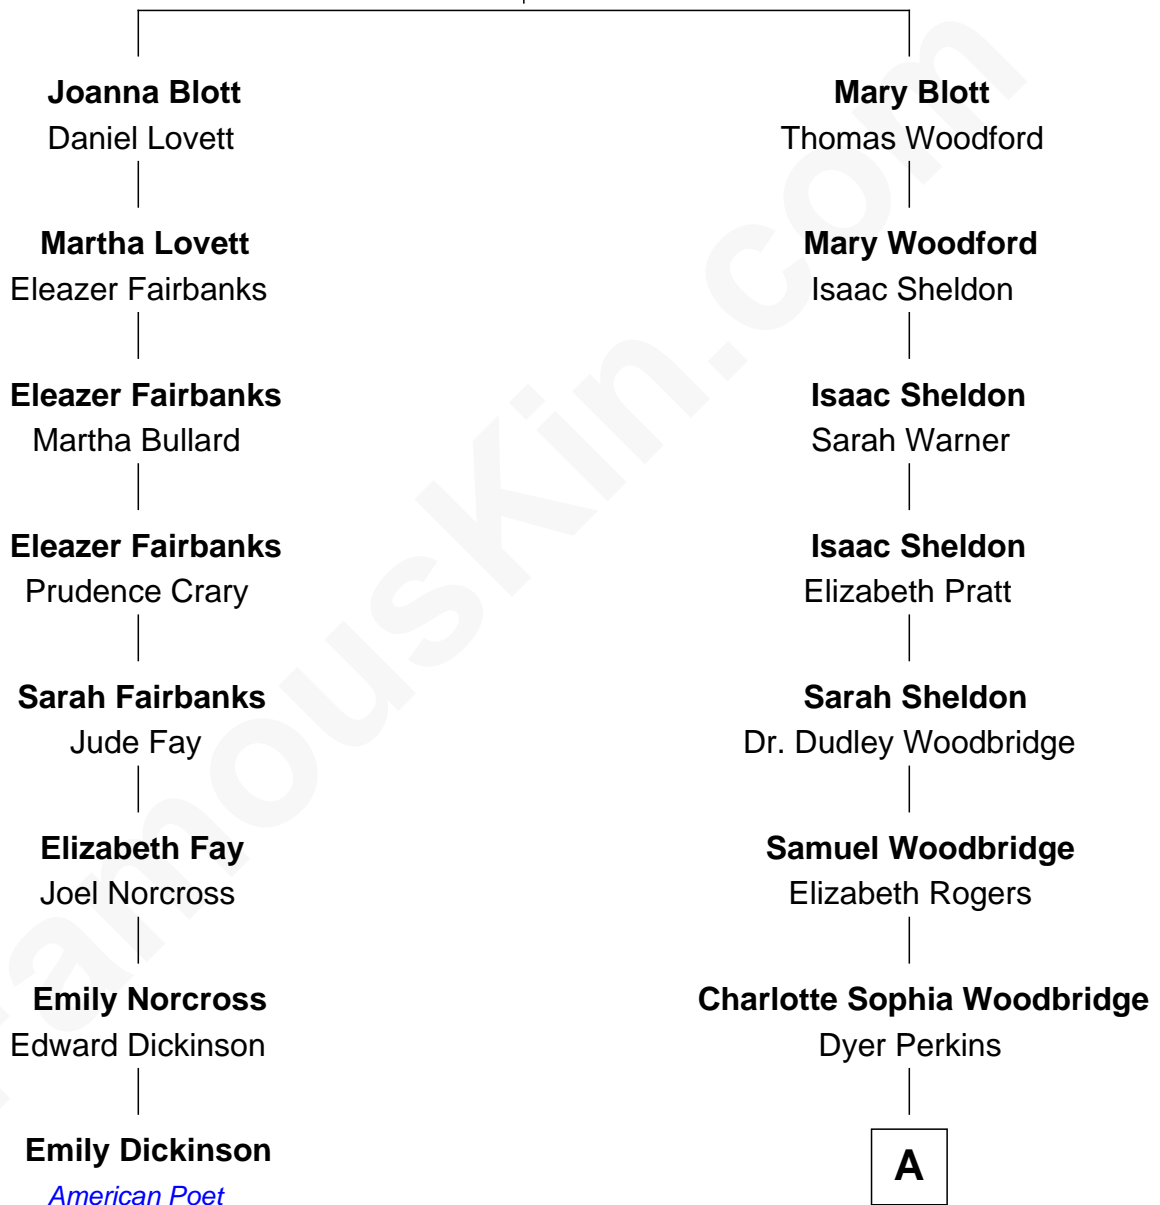 Joanna Blott
Daniel Lovett
Martha Lovett
Eleazer Fairbanks
Eleazer Fairbanks
Martha Bullard
Eleazer Fairbanks
Prudence Crary
Sarah Fairbanks
Jude Fay
Elizabeth Fay
Joel Norcross
Emily Norcross
Edward Dickinson
Emily Dickinson
American Poet
Mary Blott
Thomas Woodford
Mary Woodford
Isaac Sheldon
Isaac Sheldon
Sarah Warner
Isaac Sheldon
Elizabeth Pratt
Sarah Sheldon
Dr. Dudley Woodbridge
Samuel Woodbridge
Elizabeth Rogers
Charlotte Sophia Woodbridge
Dyer Perkins
A
FamousKin.com